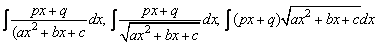 ∫ (px + q)/((ax² + bx + c) dx, ∫ (px + q)/√(ax² + bx + c) dx, ∫ (px + q)√(ax² + bx + c) dx